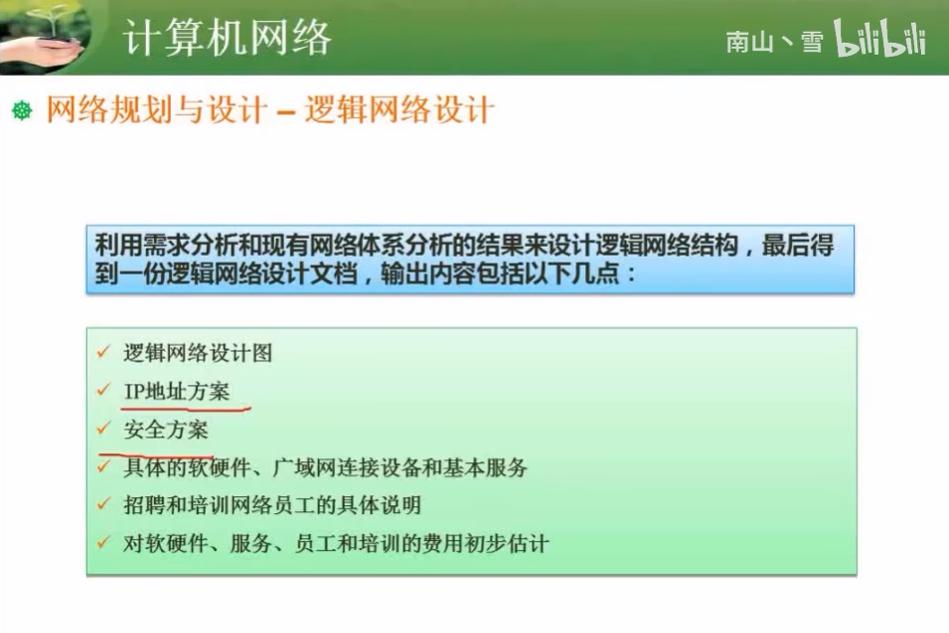 计算机网络
南山丶雪 bilibili
网络规划与设计 – 逻辑网络设计
利用需求分析和现有网络体系分析的结果来设计逻辑网络结构，最后得
到一份逻辑网络设计文档，输出内容包括以下几点：
✓ 逻辑网络设计图
✓ IP地址方案
✓ 安全方案
✓ 具体的软硬件、广域网连接设备和基本服务
✓ 招聘和培训网络员工的具体说明
✓ 对软硬件、服务、员工和培训的费用初步估计